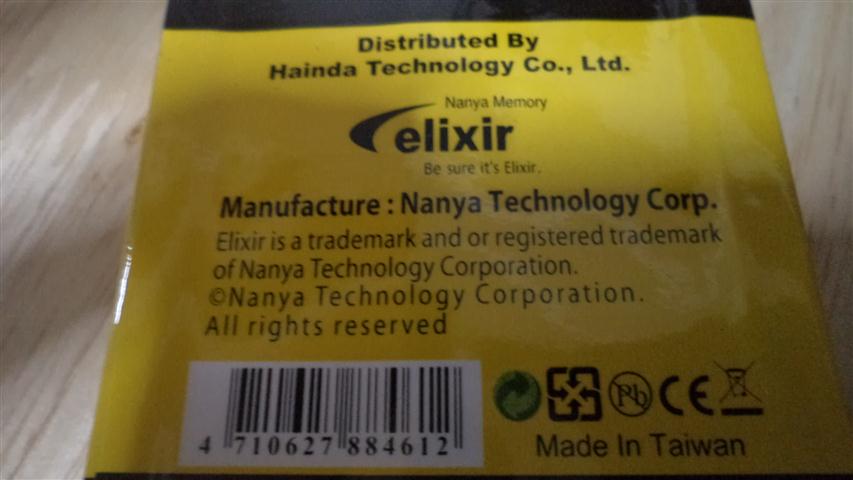 Distributed By
Hainda Technology Co., Ltd.
Nanya Memory
elixir
Be sure it's Elixir.
Manufacture : Nanya Technology Corp.
Elixir is a trademark and or registered trademark
of Nanya Technology Corporation.
©Nanya Technology Corporation.
All rights reserved
Pb CE
4 710627 884612
Made In Taiwan